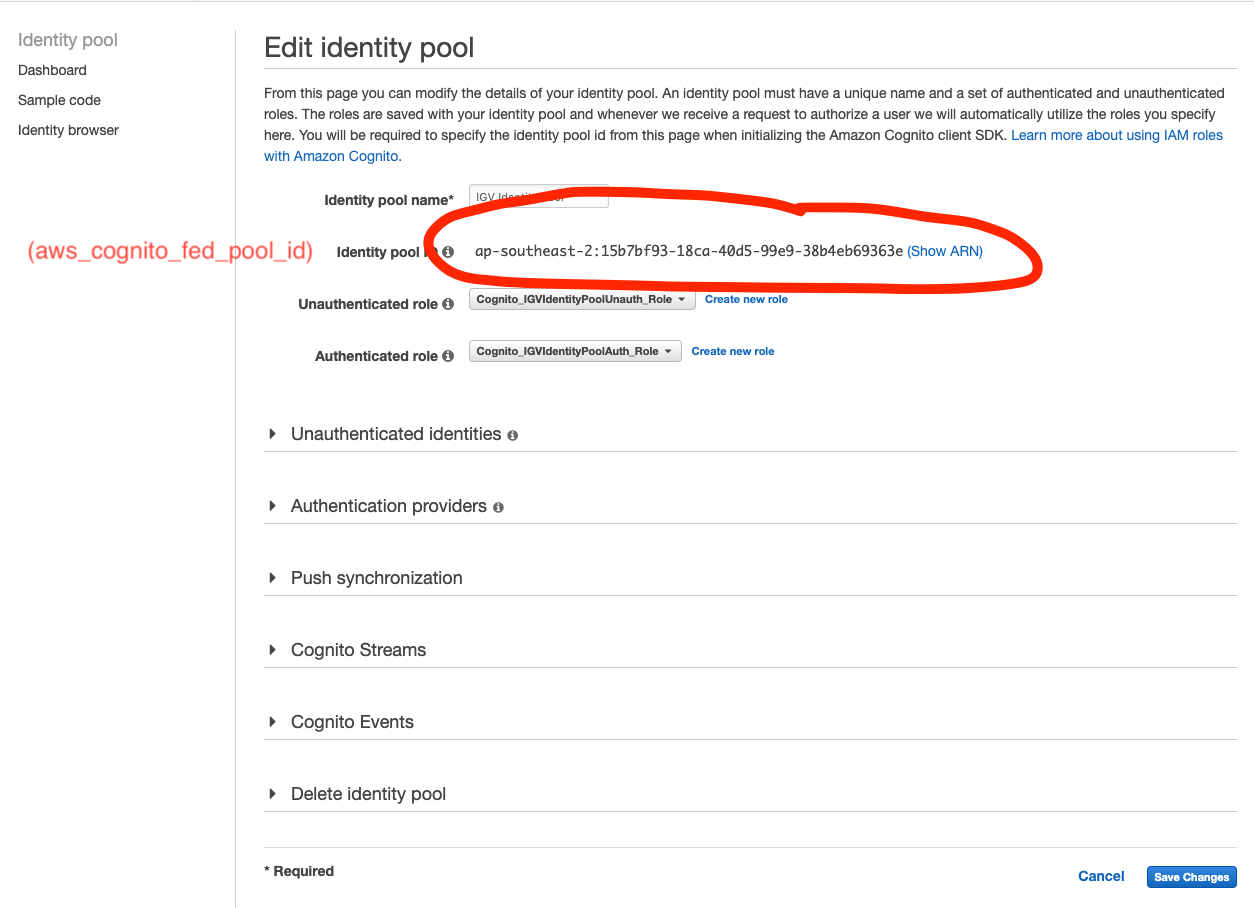 Identity pool
Dashboard
Sample code
Identity browser
Edit identity pool
From this page you can modify the details of your identity pool. An identity pool must have a unique name and a set of authenticated and unauthenticated
roles. The roles are saved with your identity pool and whenever we receive a request to authorize a user we will automatically utilize the roles you specify
here. You will be required to specify the identity pool id from this page when initializing the Amazon Cognito client SDK. Learn more about using IAM roles
with Amazon Cognito.
Identity pool name* IGV
(aws_cognito_fed_pool_id) Identity pool ap-southeast-2:15b7bf93-18ca-40d5-99e9-38b4eb69363e (Show ARN)
Unauthenticated role Cognito_IGVIdentityPoolUnauth_Role Create new role
Authenticated role Cognito_IGVIdentityPoolAuth_Role Create new role
Unauthenticated identities
Authentication providers
Push synchronization
Cognito Streams
Cognito Events
Delete identity pool
* Required
Cancel Save Changes